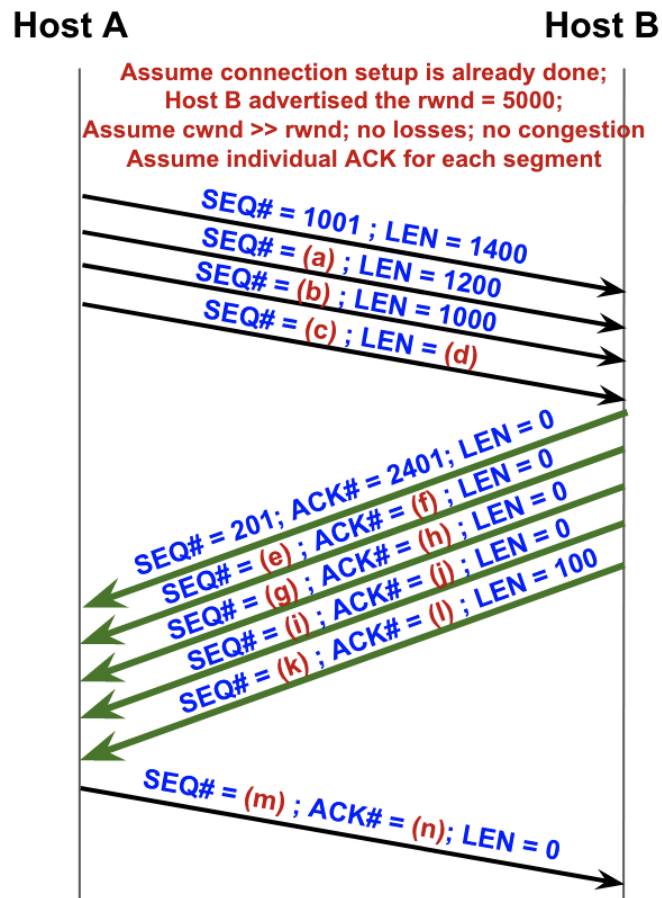 Host A
Host B
Assume connection setup is already done;
Host B advertised the rwnd = 5000;
Assume cwnd >> rwnd; no losses; no congestion
Assume individual ACK for each segment
SEQ# = 1001 ; LEN = 1400
SEQ# = (a) ; LEN = 1200
SEQ# = (b) ; LEN = 1000
SEQ# = (c) ; LEN = (d)
SEQ# = 201; ACK# = 2401; LEN = 0
SEQ# = (e) ; ACK# = (f) ; LEN = 0
SEQ# = (g) ; ACK# = (h) ; LEN = 0
SEQ# = (i) ; ACK# = (j) ; LEN = 0
SEQ# = (k) ; ACK# = (l) ; LEN = 100
SEQ# = (m) ; ACK# = (n); LEN = 0